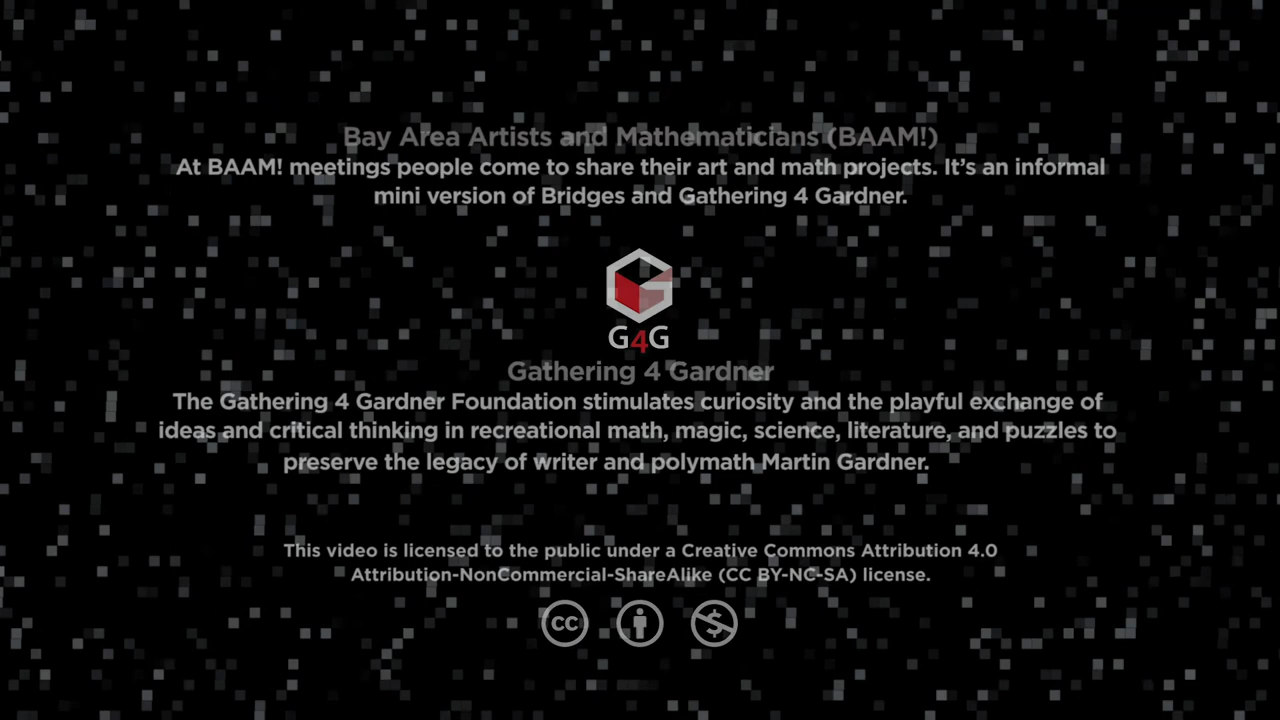 Bay Area Artists and Mathematicians (BAAM!)
At BAAM! meetings people come to share their art and math projects. It’s an informal
mini version of Bridges and Gathering 4 Gardner.
G4G
Gathering 4 Gardner
The Gathering 4 Gardner Foundation stimulates curiosity and the playful exchange of
ideas and critical thinking in recreational math, magic, science, literature, and puzzles to
preserve the legacy of writer and polymath Martin Gardner.
This video is licensed to the public under a Creative Commons Attribution 4.0
Attribution-NonCommercial-ShareAlike (CC BY-NC-SA) license.
CC